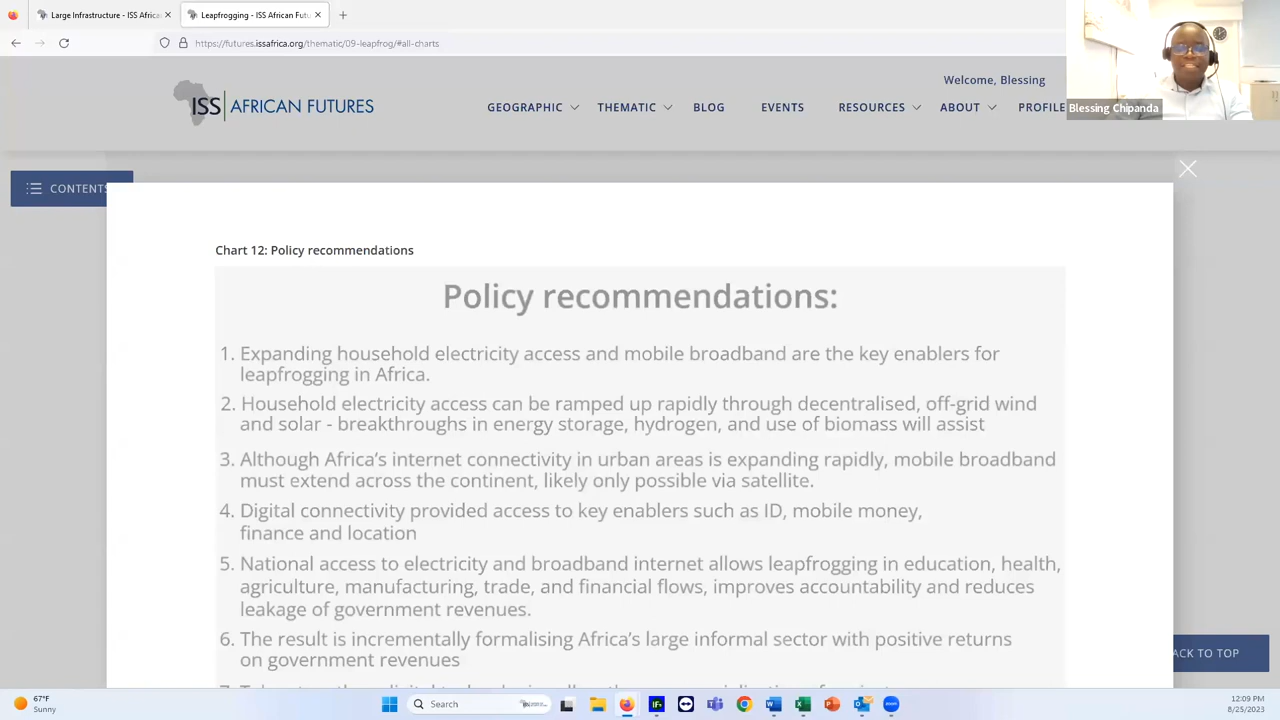 Large Infrastructure - ISS Africa
Leapfrogging - ISS African Futu
https://futures.issafrica.org/thematic/09-leapfrog/#all-charts
Welcome, Blessing
ISS AFRICAN FUTURES
GEOGRAPHIC THEMATIC BLOG EVENTS RESOURCES ABOUT PROFILE
Blessing Chipanda
CONTENTS
Chart 12: Policy recommendations
Policy recommendations:
1. Expanding household electricity access and mobile broadband are the key enablers for
leapfrogging in Africa.
2. Household electricity access can be ramped up rapidly through decentralised, off-grid wind
and solar - breakthroughs in energy storage, hydrogen, and use of biomass will assist
3. Although Africa's internet connectivity in urban areas is expanding rapidly, mobile broadband
must extend across the continent, likely only possible via satellite.
4. Digital connectivity provided access to key enablers such as ID, mobile money,
finance and location
5. National access to electricity and broadband internet allows leapfrogging in education, health,
agriculture, manufacturing, trade, and financial flows, improves accountability and reduces
leakage of government revenues.
6. The result is incrementally formalising Africa's large informal sector with positive returns
on government revenues
ACK TO TOP
67°F
Sunny
Search
12:09 PM
8/25/2023